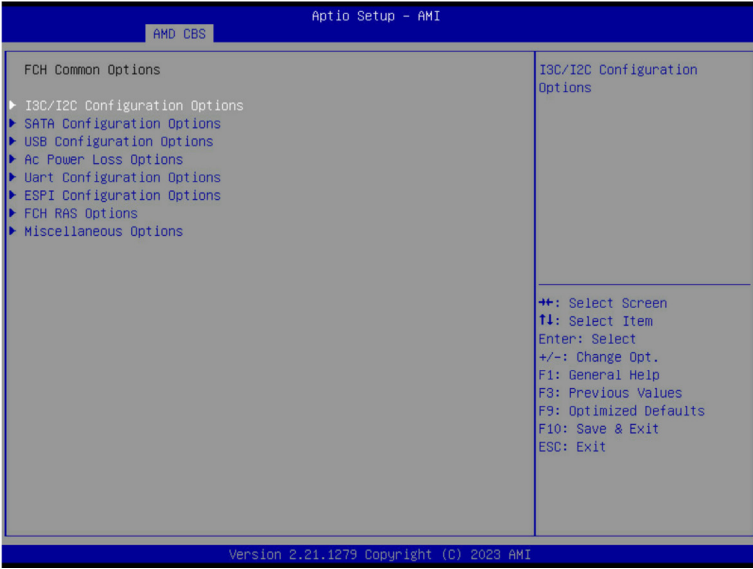 Aptio Setup – AMI
AMD CBS
FCH Common Options
I3C/I2C Configuration Options
SATA Configuration Options
USB Configuration Options
Ac Power Loss Options
Uart Configuration Options
ESPI Configuration Options
FCH RAS Options
Miscellaneous Options
I3C/I2C Configuration
Options
→←: Select Screen
↑↓: Select Item
Enter: Select
+/-: Change Opt.
F1: General Help
F3: Previous Values
F9: Optimized Defaults
F10: Save & Exit
ESC: Exit
Version 2.21.1279 Copyright (C) 2023 AMI